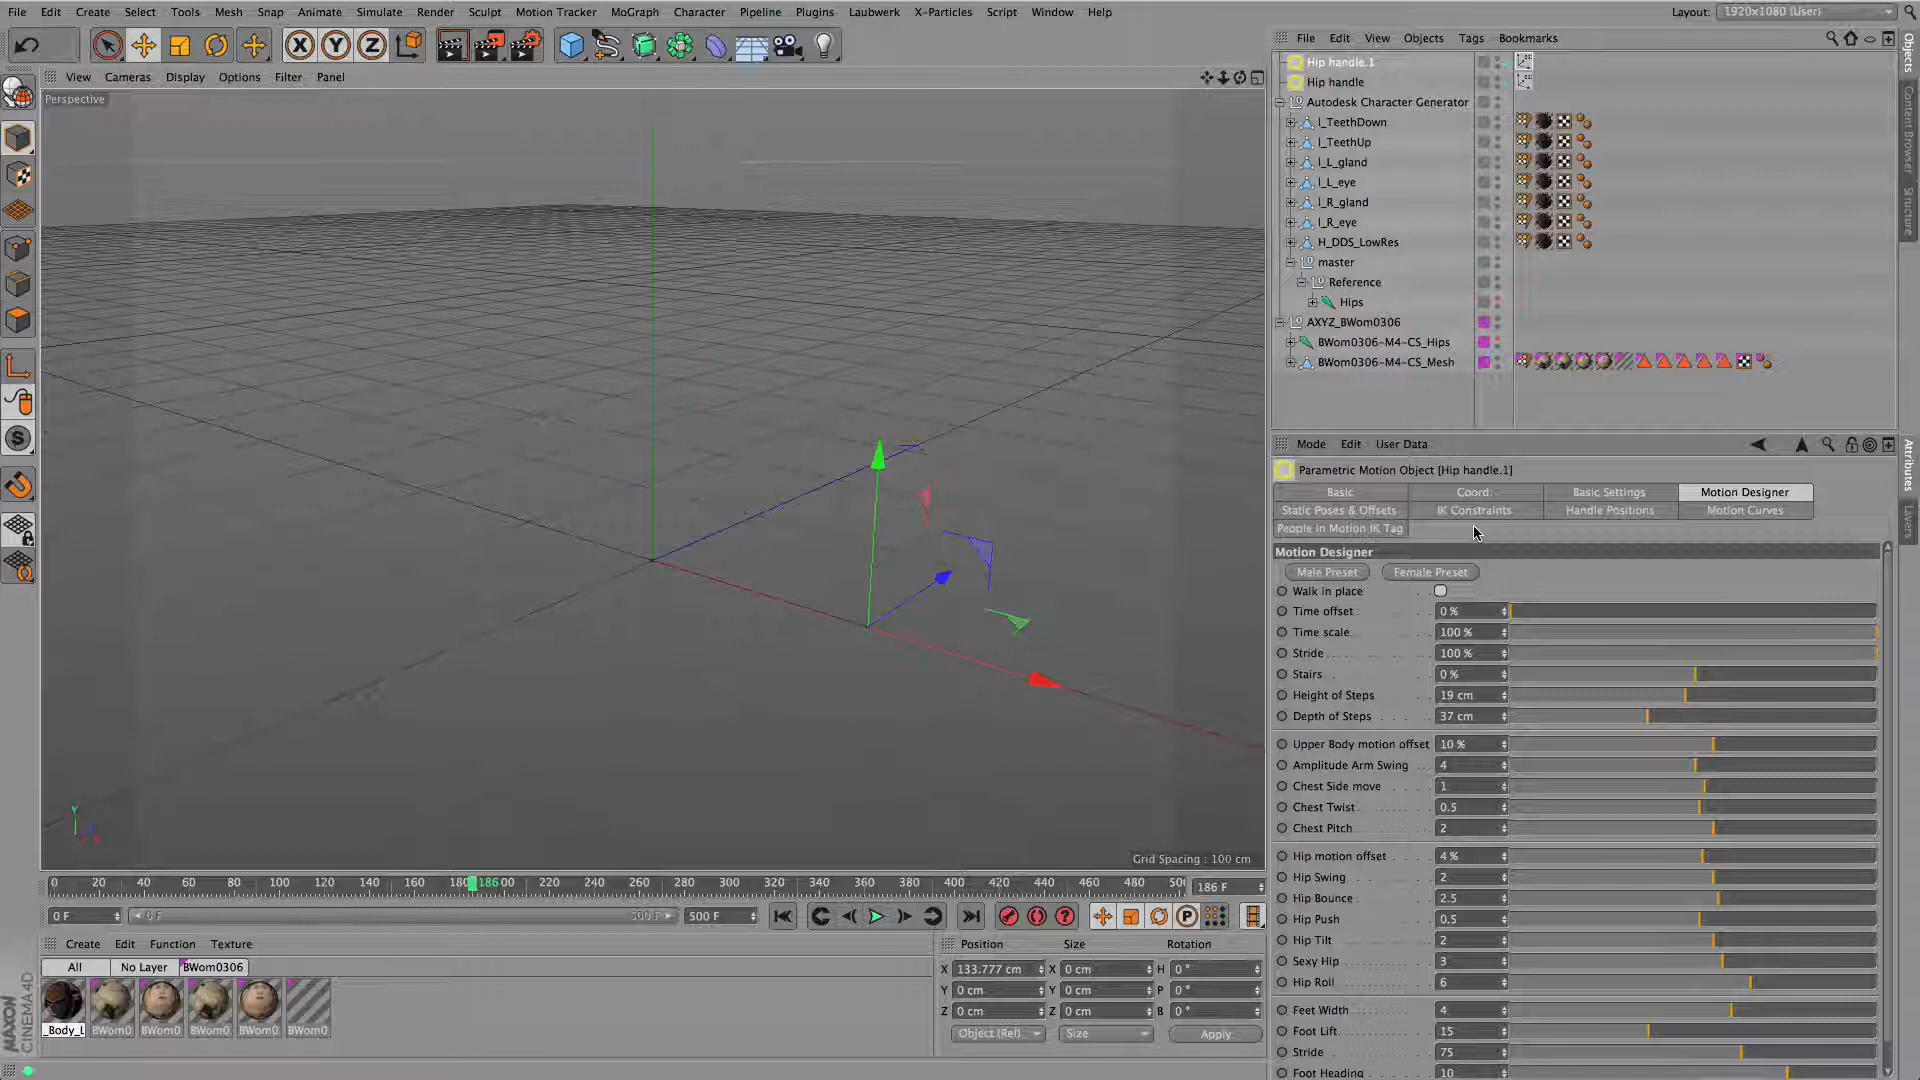 File Edit Create Select Tools Mesh Snap Animate Simulate Render Sculpt Motion Tracker MoGraph Character Pipeline Plugins Laubwerk X-Particles Script Window Help Layout: 1920x1080 (User)
File Edit View Objects Tags Bookmarks
View Cameras Display Options Filter Panel
Perspective
Hip handle.1
Hip handle
Autodesk Character Generator
I_TeethDown
I_TeethUp
I_L_gland
I_L_eye
I_R_gland
I_R_eye
H_DDS_LowRes
master
Reference
Hips
AXYZ_BWom0306
BWom0306-M4-CS_Hips
BWom0306-M4-CS_Mesh
Objects
Content Browser
Structure
Mode Edit User Data
Attributes
Layers
Parametric Motion Object [Hip handle.1]
Basic Coord. Basic Settings Motion Designer
Static Poses & Offsets IK Constraints Handle Positions Motion Curves
People in Motion IK Tag
Motion Designer
Male Preset Female Preset
Walk in place
Time offset 0 %
Time scale 100 %
Stride 100 %
Stairs 0 %
Height of Steps 19 cm
Depth of Steps 37 cm
Upper Body motion offset 10 %
Amplitude Arm Swing 4
Chest Side move 1
Chest Twist 0.5
Chest Pitch 2
Hip motion offset 4 %
Hip Swing 2
Hip Bounce 2.5
Hip Push 0.5
Hip Tilt 2
Sexy Hip 3
Hip Roll 6
Feet Width 4
Foot Lift 15
Stride 75
Foot Heading 10
Y
Grid Spacing : 100 cm
0 20 40 60 80 100 120 140 160 180 186 00 220 240 260 280 300 320 340 360 380 400 420 440 460 480 500 186 F
0 F 0 F 500 F 500 F
Create Edit Function Texture
All No Layer BWom0306
_Body_L BWom0 BWom0 BWom0 BWom0 BWom0
Position Size Rotation
X 133.777 cm X 0 cm H 0 °
Y 0 cm Y 0 cm P 0 °
Z 0 cm Z 0 cm B 0 °
Object (Rel) Size Apply
MAXON
CINEMA 4D